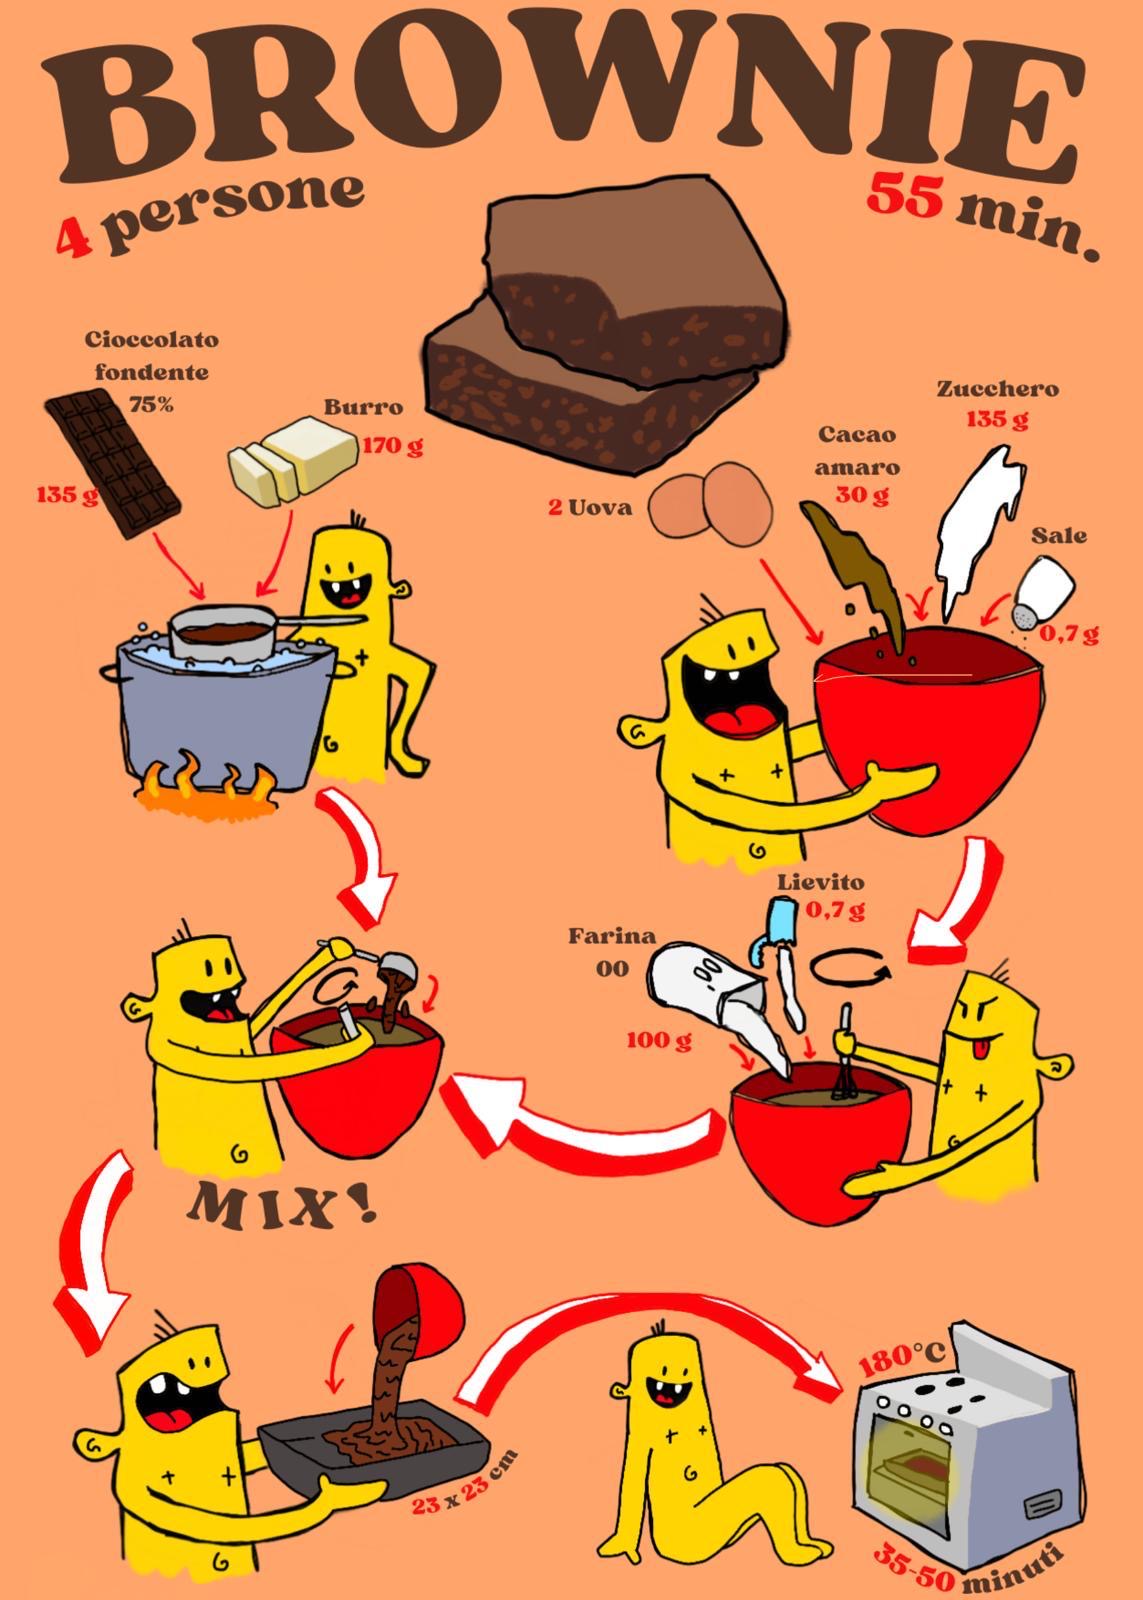 BROWNIE
4 persone
55 min.
Cioccolato
fondente
75%
135 g
Burro
170 g
2 Uova
Cacao
amaro
30 g
Zucchero
135 g
Sale
0,7 g
Lievito
0,7 g
Farina
00
100 g
MIX!
23 x 23 cm
180°C
35-50 minuti